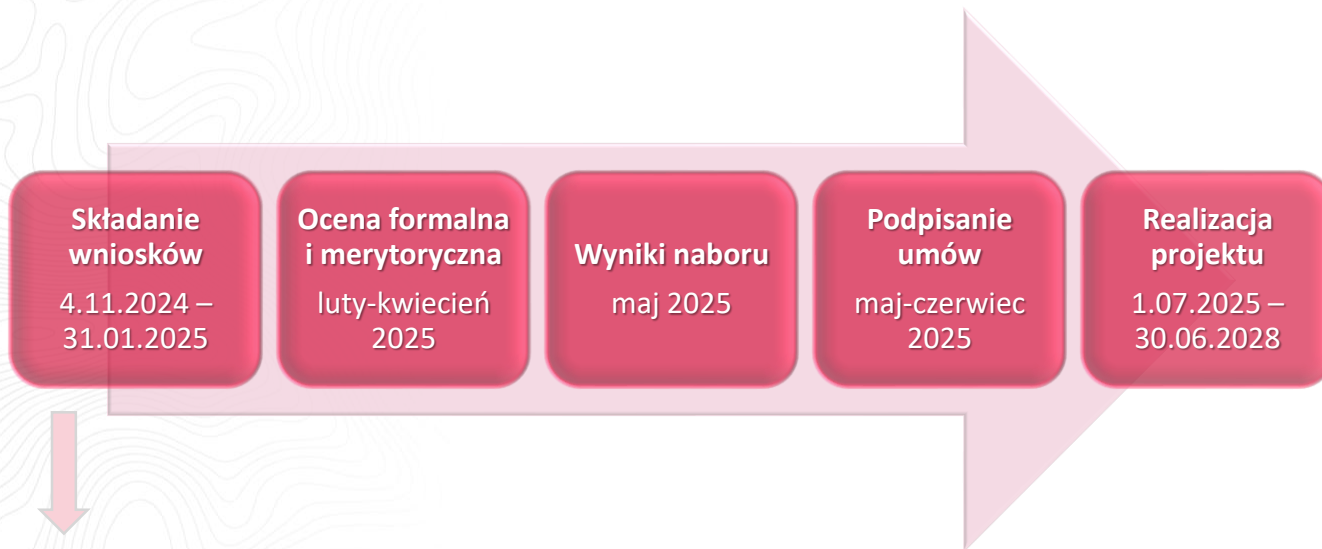 Składanie
wniosków
4.11.2024 –
31.01.2025
Ocena formalna
i merytoryczna
luty-kwiecień
2025
Wyniki naboru
maj 2025
Podpisanie
umów
maj-czerwiec
2025
Realizacja
projektu
1.07.2025 –
30.06.2028